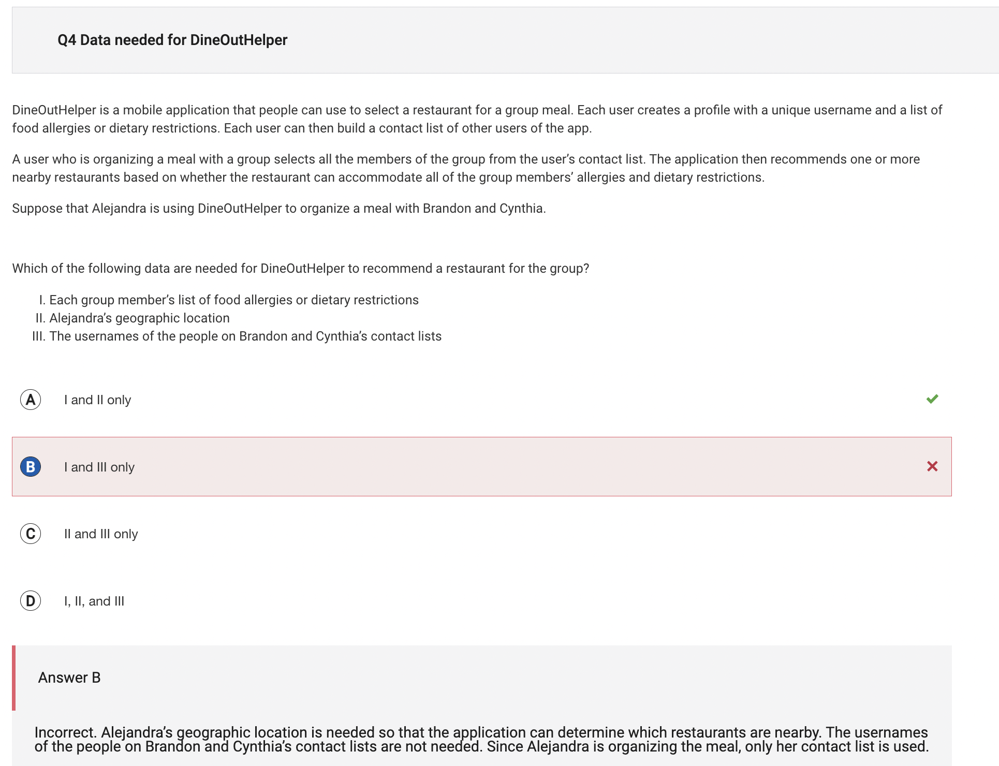 Q4 Data needed for DineOutHelper
DineOutHelper is a mobile application that people can use to select a restaurant for a group meal. Each user creates a profile with a unique username and a list of
food allergies or dietary restrictions. Each user can then build a contact list of other users of the app.
A user who is organizing a meal with a group selects all the members of the group from the user’s contact list. The application then recommends one or more
nearby restaurants based on whether the restaurant can accommodate all of the group members’ allergies and dietary restrictions.
Suppose that Alejandra is using DineOutHelper to organize a meal with Brandon and Cynthia.
Which of the following data are needed for DineOutHelper to recommend a restaurant for the group?
I. Each group member’s list of food allergies or dietary restrictions
II. Alejandra’s geographic location
III. The usernames of the people on Brandon and Cynthia’s contact lists
A I and II only
B I and III only
C II and III only
D I, II, and III
Answer B
Incorrect. Alejandra’s geographic location is needed so that the application can determine which restaurants are nearby. The usernames
of the people on Brandon and Cynthia’s contact lists are not needed. Since Alejandra is organizing the meal, only her contact list is used.